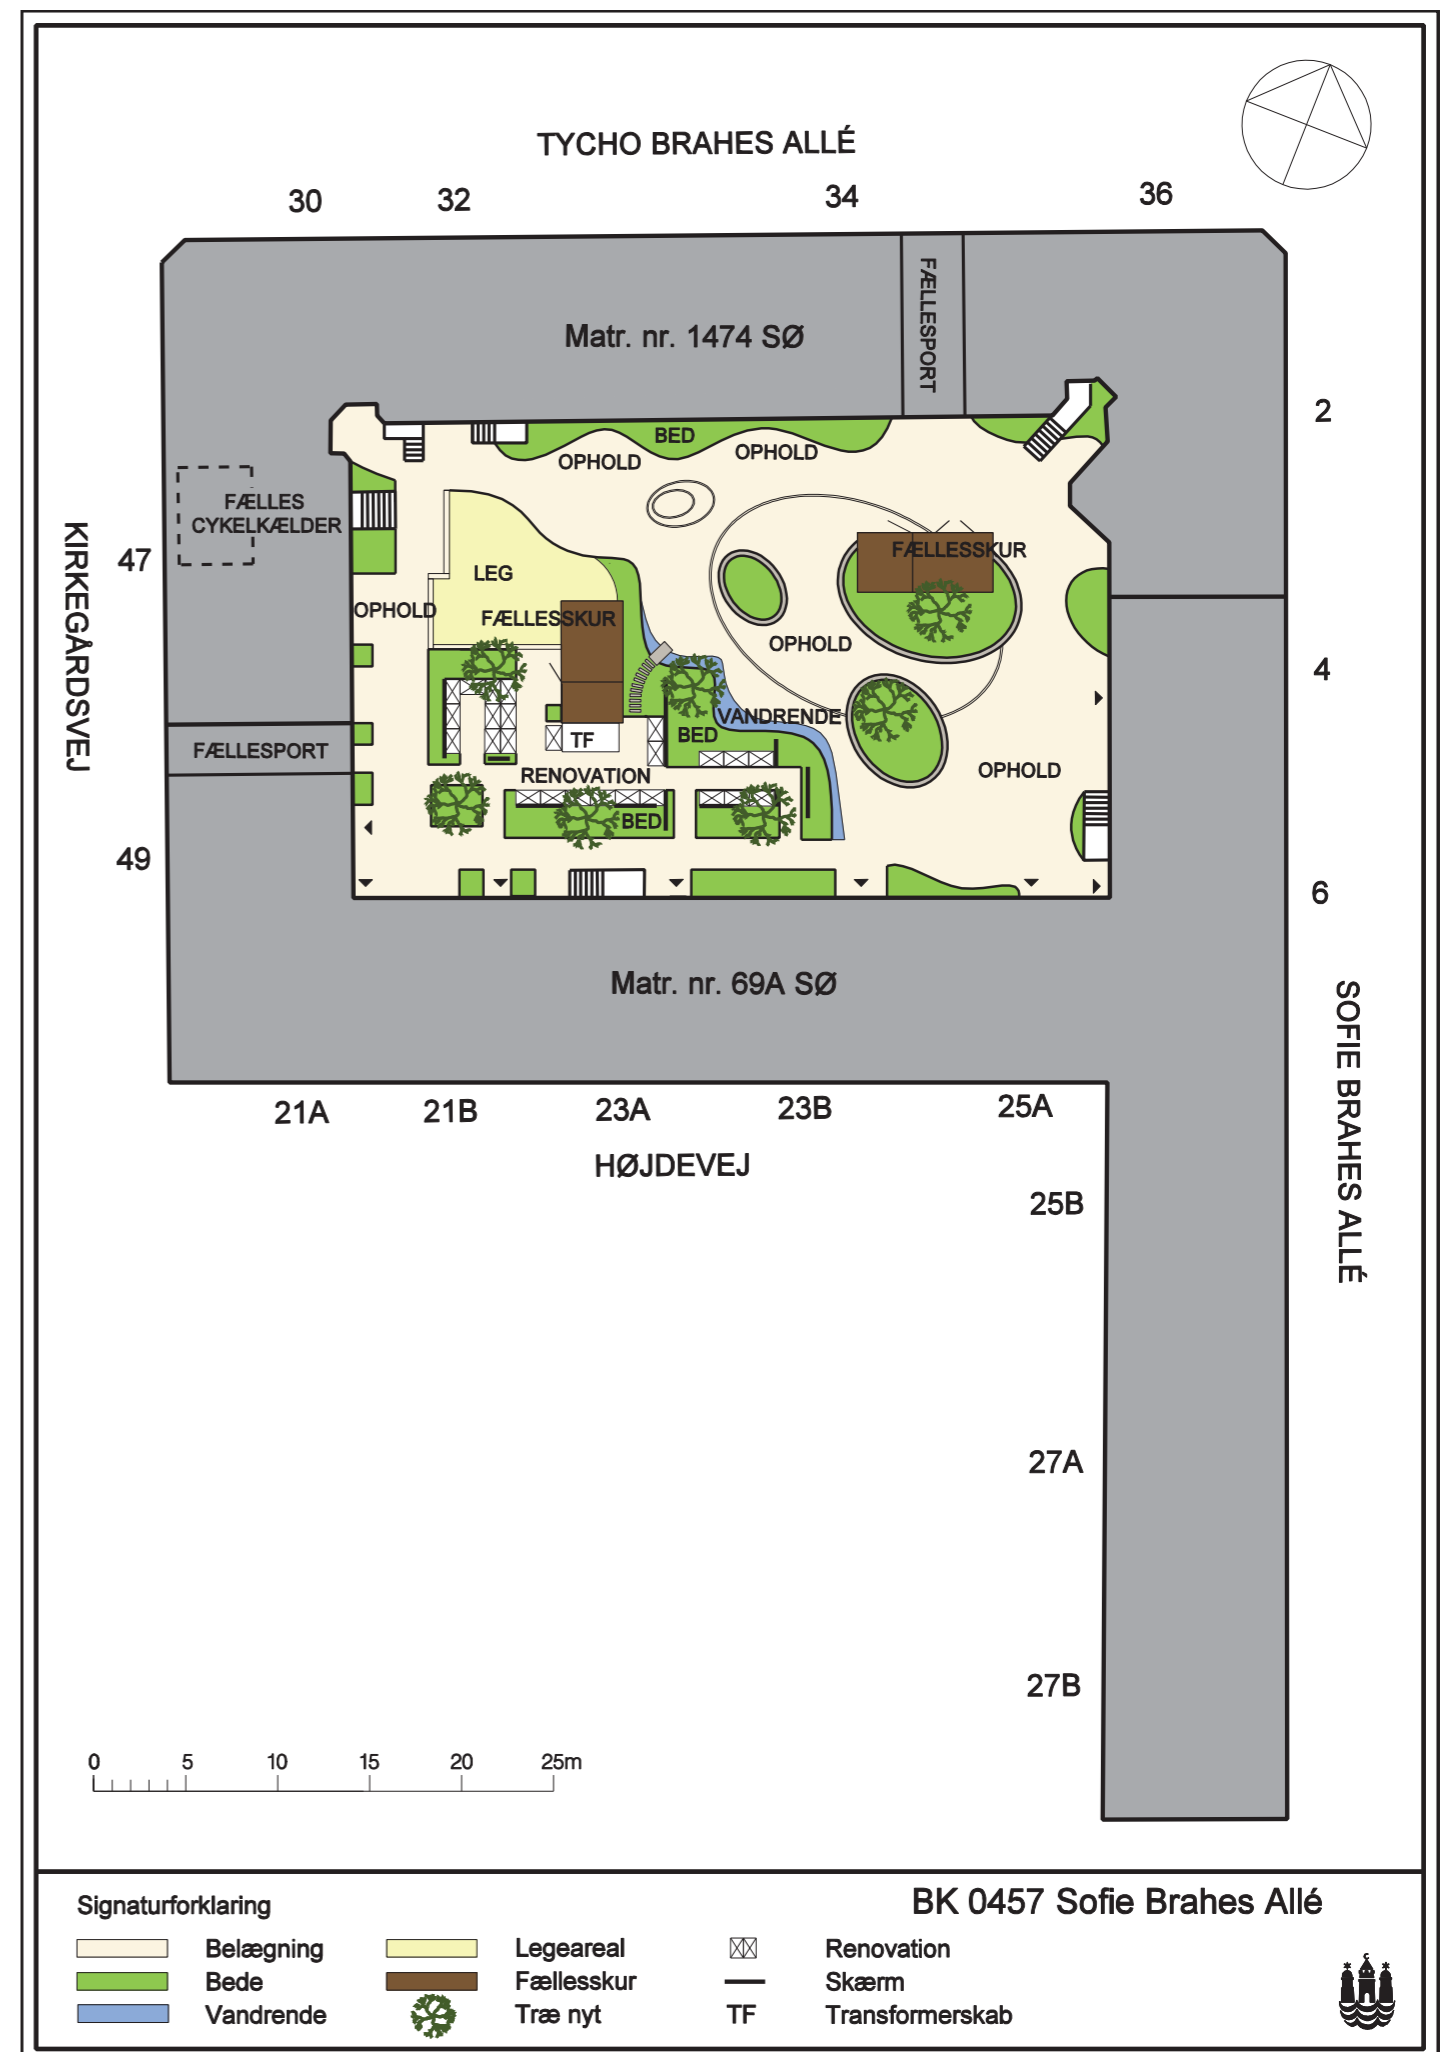 TYCHO BRAHES ALLÉ
30
32
34
36
FÆLLESPORT
Matr. nr. 1474 SØ
2
BED
OPHOLD
OPHOLD
FÆLLES
CYKELKÆLDER
KIRKEGÅRDSVEJ
47
FÆLLESSKUR
LEG
OPHOLD
FÆLLESSKUR
OPHOLD
4
VANDRENDE
BED
TF
FÆLLESPORT
OPHOLD
RENOVATION
BED
49
6
Matr. nr. 69A SØ
SOFIE BRAHES ALLÉ
21A
21B
23A
23B
25A
HØJDEVEJ
25B
27A
27B
0
5
10
15
20
25m
Signaturforklaring
BK 0457 Sofie Brahes Allé
Belægning
Bede
Vandrende
Legeareal
Fællesskur
Træ nyt
Renovation
Skærm
TF
Transformerskab